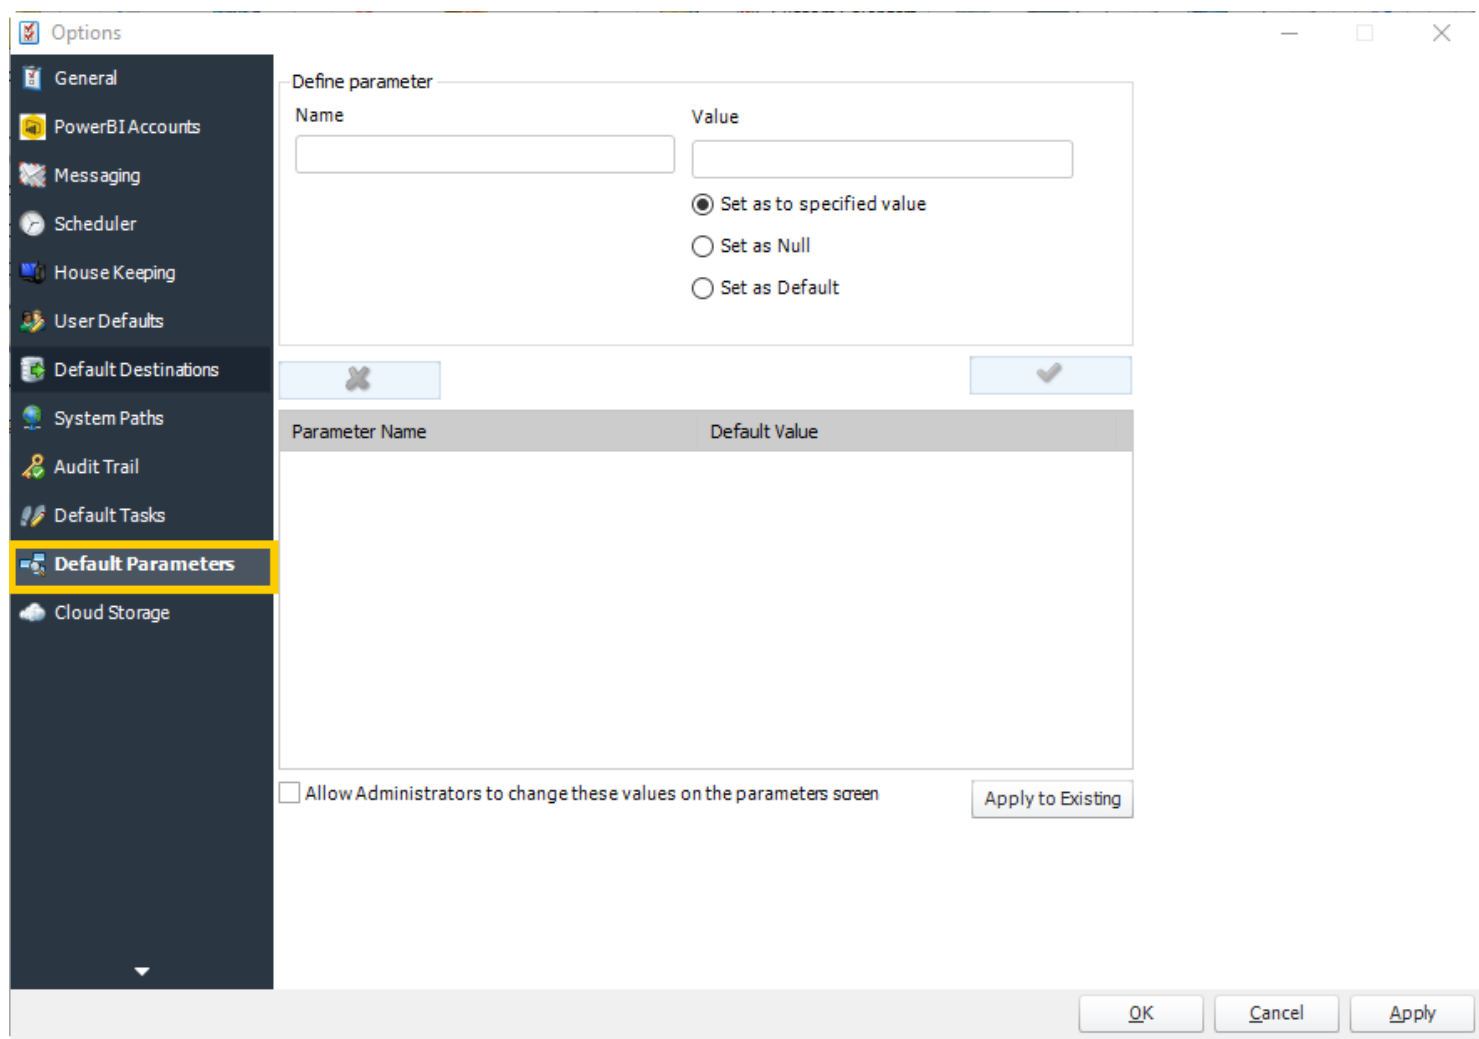 Options
General
PowerBI Accounts
Messaging
Scheduler
House Keeping
User Defaults
Default Destinations
System Paths
Audit Trail
Default Tasks
Default Parameters
Cloud Storage
Define parameter
Name
Value
Set as to specified value
Set as Null
Set as Default
Parameter Name Default Value
Allow Administrators to change these values on the parameters screen
Apply to Existing
OK Cancel Apply